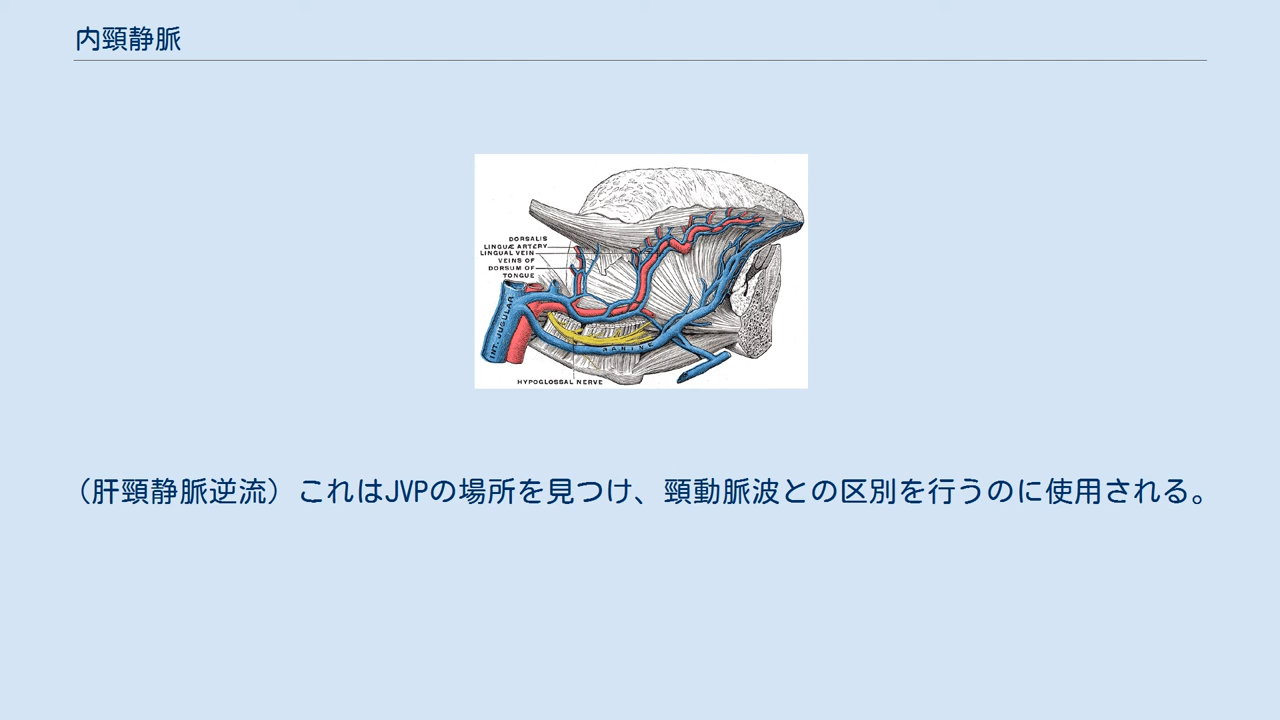 内頸静脈
DORSALIS
LINGUÆ ARTERY
LINGUAL VEIN
VEINS OF
DORSUM OF
TONGUE
INT. JUGULAR
RANINE
HYPOGLOSSAL NERVE
（肝頸静脈逆流）これはJVPの場所を見つけ、頸動脈波との区別を行うのに使用される。